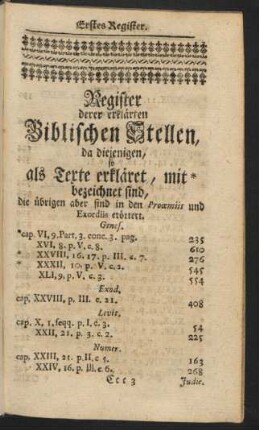 Erstes Register.
Register
derer erklärten
Biblischen Stellen,
da diejenigen,
so
als Texte erkläret, mit *
bezeichnet sind,
die übrigen aber sind in den Proœmiis und
Exordiis erörtert.
Genes.
*cap. VI, 9. Part. 3. conc. 3. pag. 235
XVI, 8. p. V. c. 8. 610
* XXVIII, 16. 17. p. III. c. 7. 276
* XXXII, 10. p. V. c. 2. 545
XLI, 9. p. V. c. 3. 554
Exod.
cap. XXVIII, p. III. c. 21. 408
Levit.
cap. X, 1. seqq. p. I. c. 3. 54
XXII, 21. p. 3. c. 2. 225
Numer.
cap. XXIII, 21. p. II. c. 5. 163
XXIV, 16. p. III. c. 6. 268
Ccc 3 Judic.